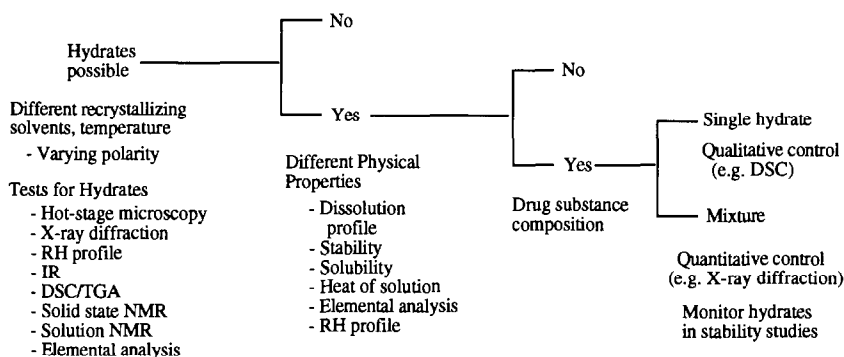 Hydrates
possible
No
Yes
Different recrystallizing
solvents, temperature
- Varying polarity
Tests for Hydrates
- Hot-stage microscopy
- X-ray diffraction
- RH profile
- IR
- DSC/TGA
- Solid state NMR
- Solution NMR
- Elemental analysis
Different Physical
Properties
- Dissolution
profile
- Stability
- Solubility
- Heat of solution
- Elemental analysis
- RH profile
No
Yes
Drug substance
composition
Single hydrate
Qualitative control
(e.g. DSC)
Mixture
Quantitative control
(e.g. X-ray diffraction)
Monitor hydrates
in stability studies